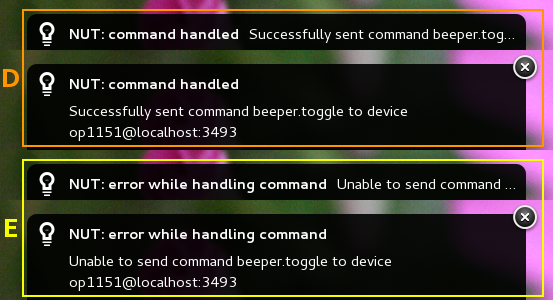 D
NUT: command handled Successfully sent command beeper.tog...
NUT: command handled
Successfully sent command beeper.toggle to device
op1151@localhost:3493
E
NUT: error while handling command Unable to send command ...
NUT: error while handling command
Unable to send command beeper.toggle to device
op1151@localhost:3493